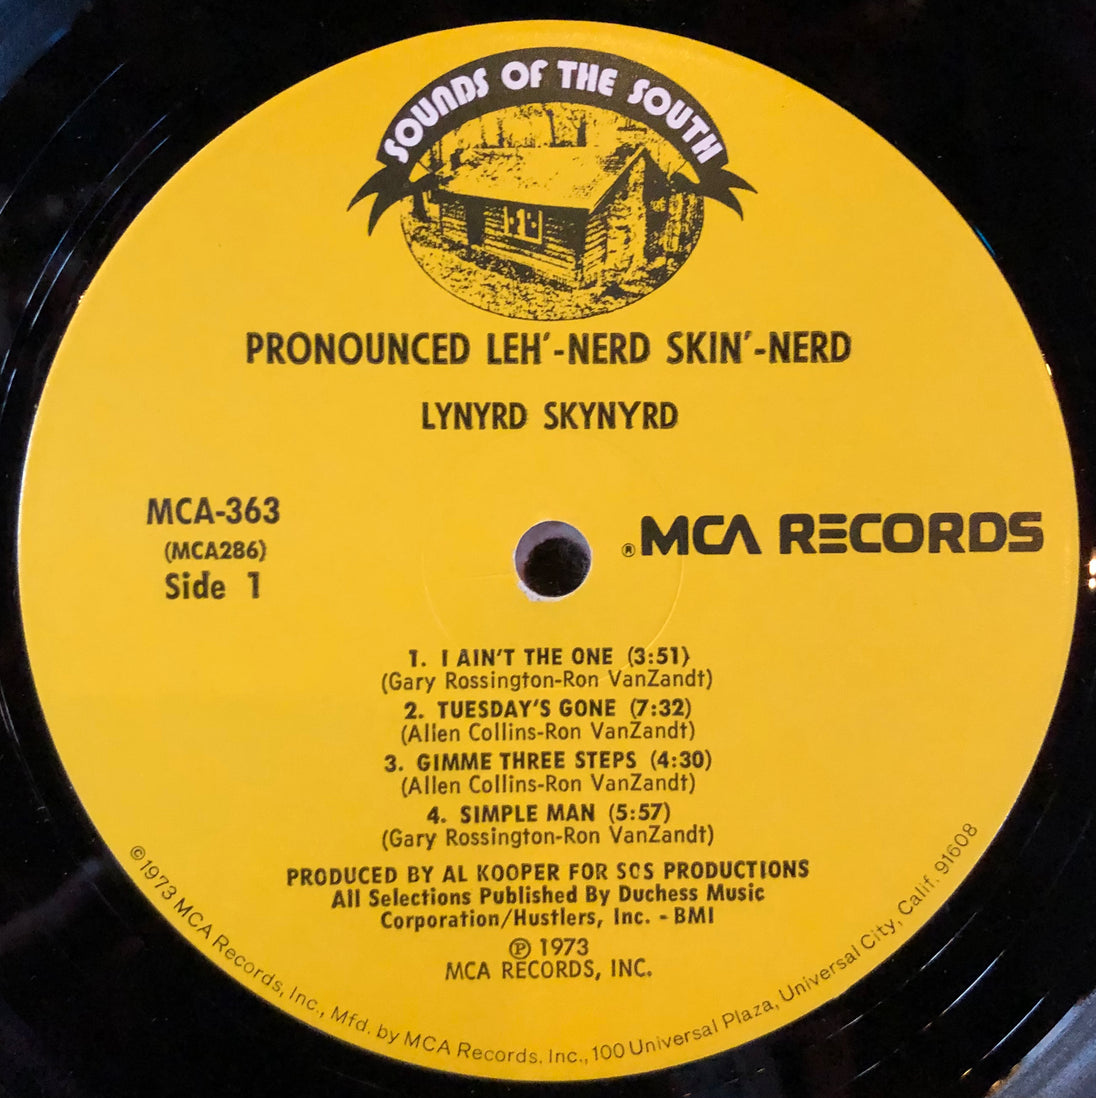 SOUNDS OF THE SOUTH
PRONOUNCED LEH'-NERD SKIN'-NERD
LYNYRD SKYNYRD
MCA-363
(MCA286)
Side 1
® MCA RECORDS
1. I AIN'T THE ONE (3:51)
(Gary Rossington-Ron VanZandt)
2. TUESDAY'S GONE (7:32)
(Allen Collins-Ron VanZandt)
3. GIMME THREE STEPS (4:30)
(Allen Collins-Ron VanZandt)
4. SIMPLE MAN (5:57)
(Gary Rossington-Ron VanZandt)
PRODUCED BY AL KOOPER FOR SOS PRODUCTIONS
All Selections Published By Duchess Music
Corporation/Hustlers, Inc. - BMI
℗ 1973
MCA RECORDS, INC.
©1973 MCA Records, Inc., Mfd. by MCA Records, Inc., 100 Universal Plaza, Universal City, Calif. 91608